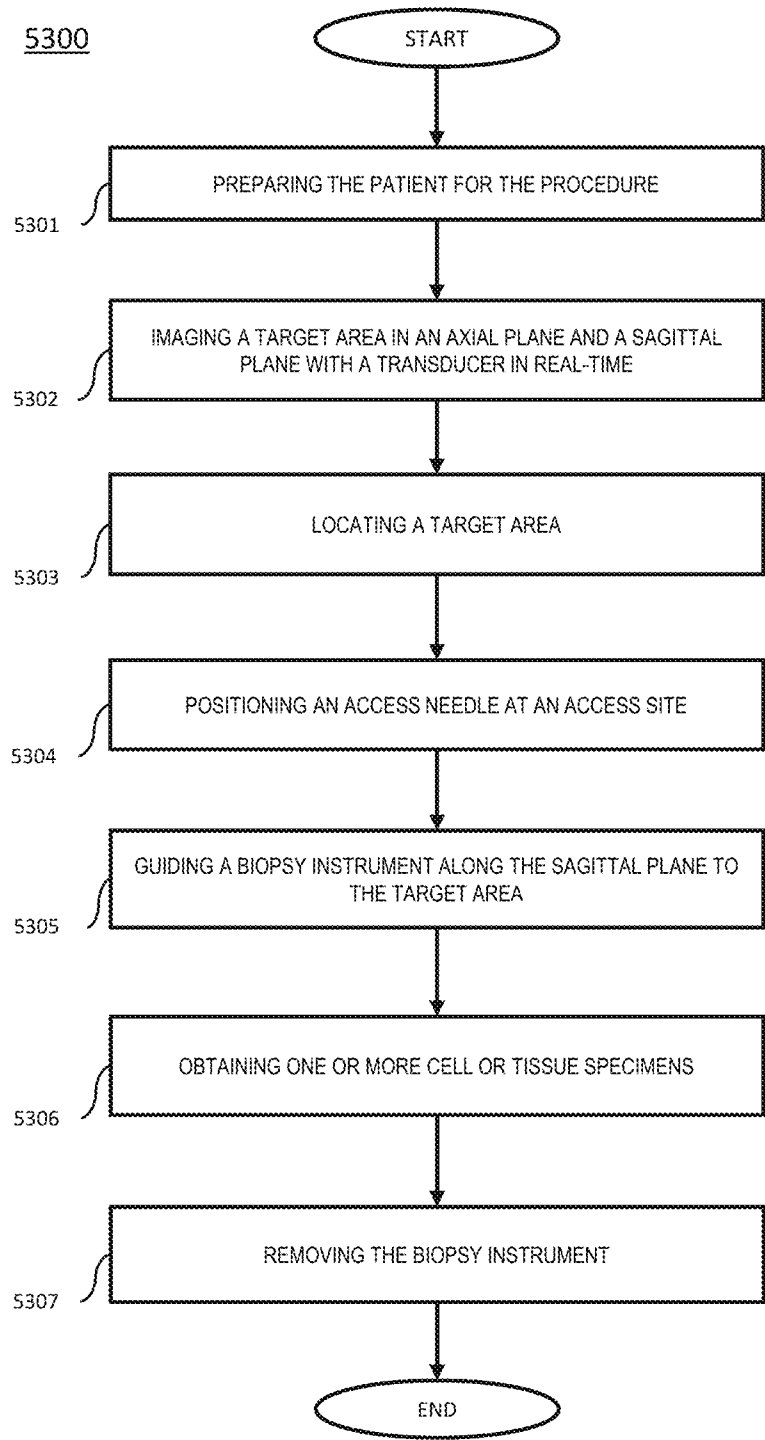 5300
START
PREPARING THE PATIENT FOR THE PROCEDURE
5301
IMAGING A TARGET AREA IN AN AXIAL PLANE AND A SAGITTAL
PLANE WITH A TRANSDUCER IN REAL-TIME
5302
LOCATING A TARGET AREA
5303
POSITIONING AN ACCESS NEEDLE AT AN ACCESS SITE
5304
GUIDING A BIOPSY INSTRUMENT ALONG THE SAGITTAL PLANE TO
THE TARGET AREA
5305
OBTAINING ONE OR MORE CELL OR TISSUE SPECIMENS
5306
REMOVING THE BIOPSY INSTRUMENT
5307
END